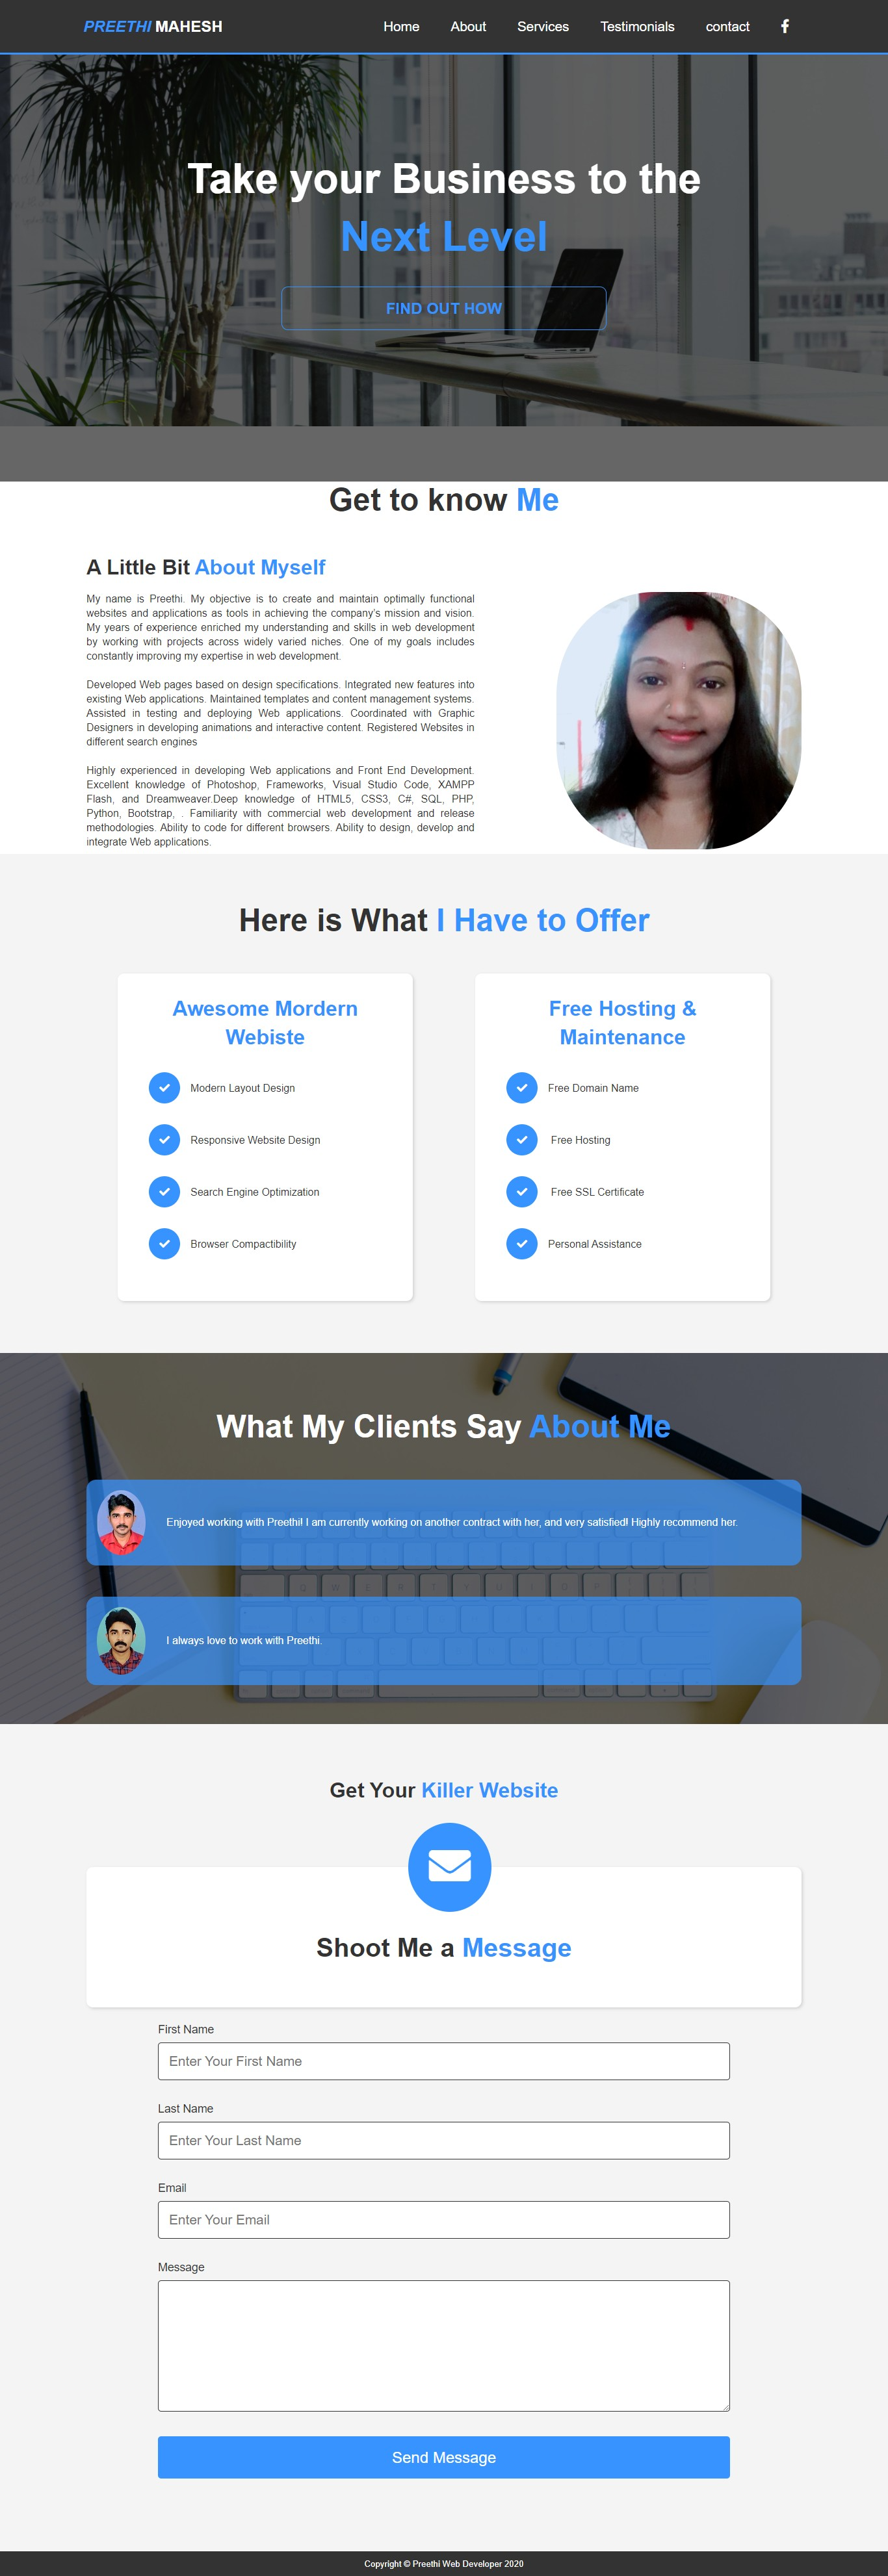 PREETHI MAHESH
Home About Services Testimonials contact
Take your Business to the
Next Level
FIND OUT HOW
Get to know Me
A Little Bit About Myself
My name is Preethi. My objective is to create and maintain optimally functional
websites and applications as tools in achieving the company's mission and vision.
My years of experience enriched my understanding and skills in web development
by working with projects across widely varied niches. One of my goals includes
constantly improving my expertise in web development.
Developed Web pages based on design specifications. Integrated new features into
existing Web applications. Maintained templates and content management systems.
Assisted in testing and deploying Web applications. Coordinated with Graphic
Designers in developing animations and interactive content. Registered Websites in
different search engines
Highly experienced in developing Web applications and Front End Development.
Excellent knowledge of Photoshop, Frameworks, Visual Studio Code, XAMPP
Flash, and Dreamweaver.Deep knowledge of HTML5, CSS3, C#, SQL, PHP,
Python, Bootstrap, . Familiarity with commercial web development and release
methodologies. Ability to code for different browsers. Ability to design, develop and
integrate Web applications.
Here is What I Have to Offer
Awesome Mordern
Webiste
Modern Layout Design
Responsive Website Design
Search Engine Optimization
Browser Compactibility
Free Hosting &
Maintenance
Free Domain Name
Free Hosting
Free SSL Certificate
Personal Assistance
What My Clients Say About Me
Enjoyed working with Preethi! I am currently working on another contract with her, and very satisfied! Highly recommend her.
I always love to work with Preethi.
Get Your Killer Website
Shoot Me a Message
First Name
Enter Your First Name
Last Name
Enter Your Last Name
Email
Enter Your Email
Message
Send Message
Copyright © Preethi Web Developer 2020